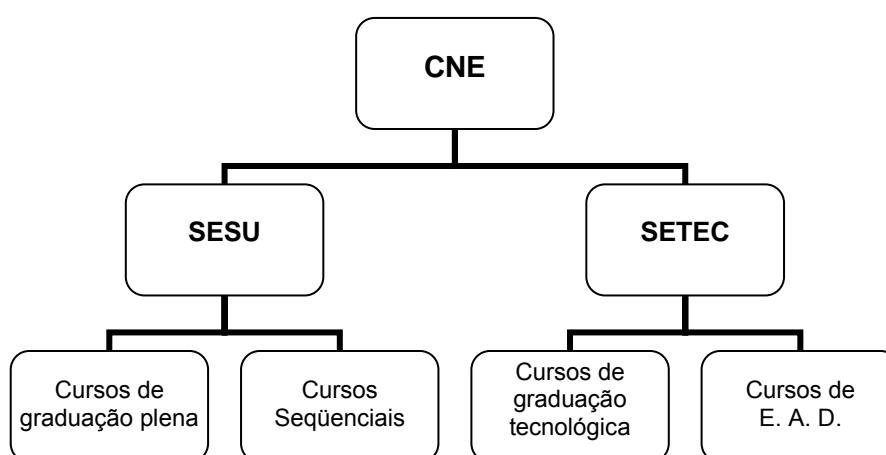 CNE
SESU
SETEC
Cursos de
graduação plena
Cursos
Seqüenciais
Cursos de
graduação
tecnológica
Cursos de
E. A. D.